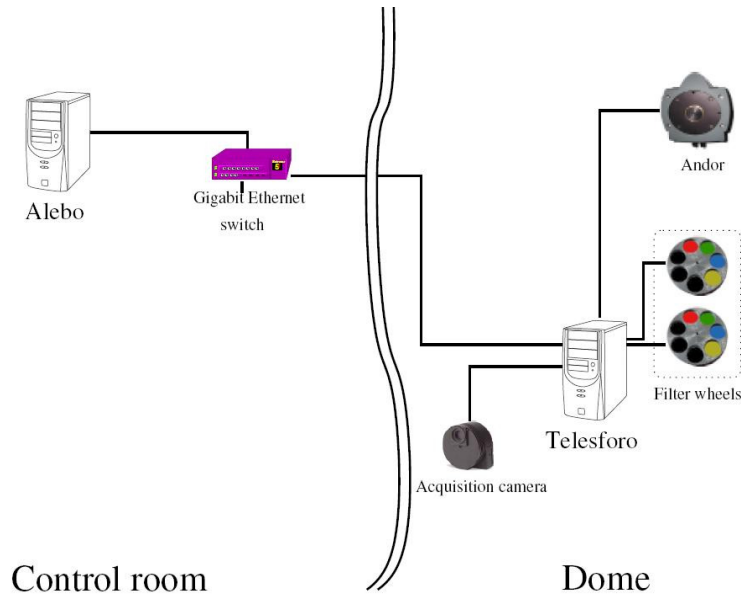 Alebo
Gigabit Ethernet
switch
Andor
Filter wheels
Telesforo
Acquisition camera
Control room
Dome